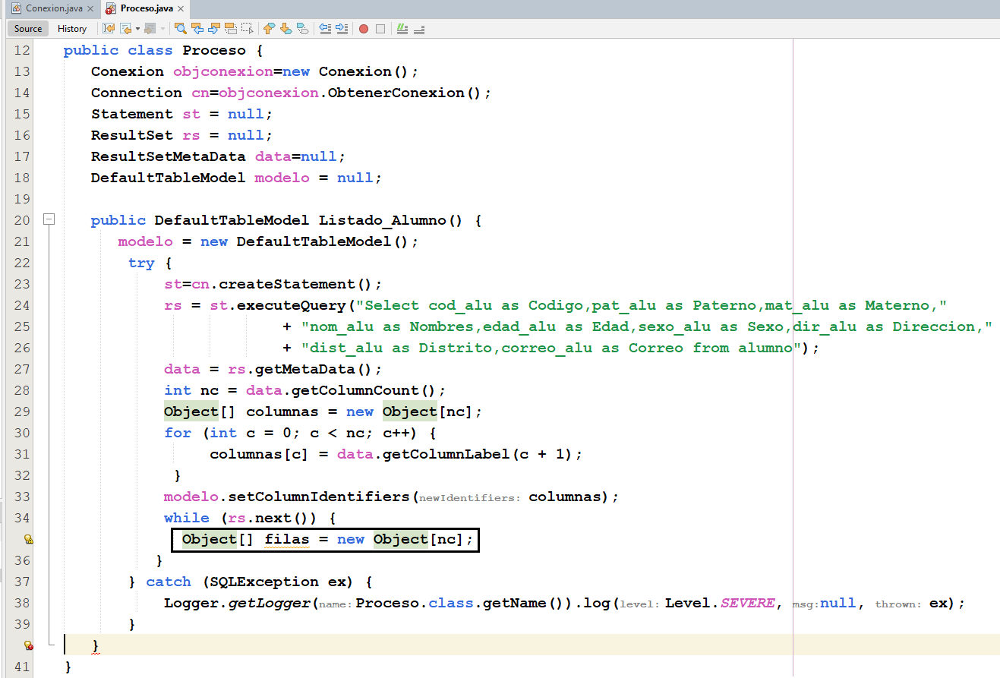 Conexion.java × Proceso.java ×
Source History
12 public class Proceso {
13 Conexion objconexion=new Conexion();
14 Connection cn=objconexion.ObtenerConexion();
15 Statement st = null;
16 ResultSet rs = null;
17 ResultSetMetaData data=null;
18 DefaultTableModel modelo = null;
19
20 public DefaultTableModel Listado_Alumno() {
21 modelo = new DefaultTableModel();
22 try {
23 st=cn.createStatement();
24 rs = st.executeQuery("Select cod_alu as Codigo,pat_alu as Paterno,mat_alu as Materno,"
25 + "nom_alu as Nombres,edad_alu as Edad,sexo_alu as Sexo,dir_alu as Direccion,"
26 + "dist_alu as Distrito,correo_alu as Correo from alumno");
27 data = rs.getMetaData();
28 int nc = data.getColumnCount();
29 Object[] columnas = new Object[nc];
30 for (int c = 0; c < nc; c++) {
31 columnas[c] = data.getColumnLabel(c + 1);
32 }
33 modelo.setColumnIdentifiers(newIdentifiers: columnas);
34 while (rs.next()) {
Object[] filas = new Object[nc];
36 }
37 } catch (SQLException ex) {
38 Logger.getLogger(name: Proceso.class.getName()).log(level: Level.SEVERE, msg:null, thrown: ex);
39 }
}
41 }